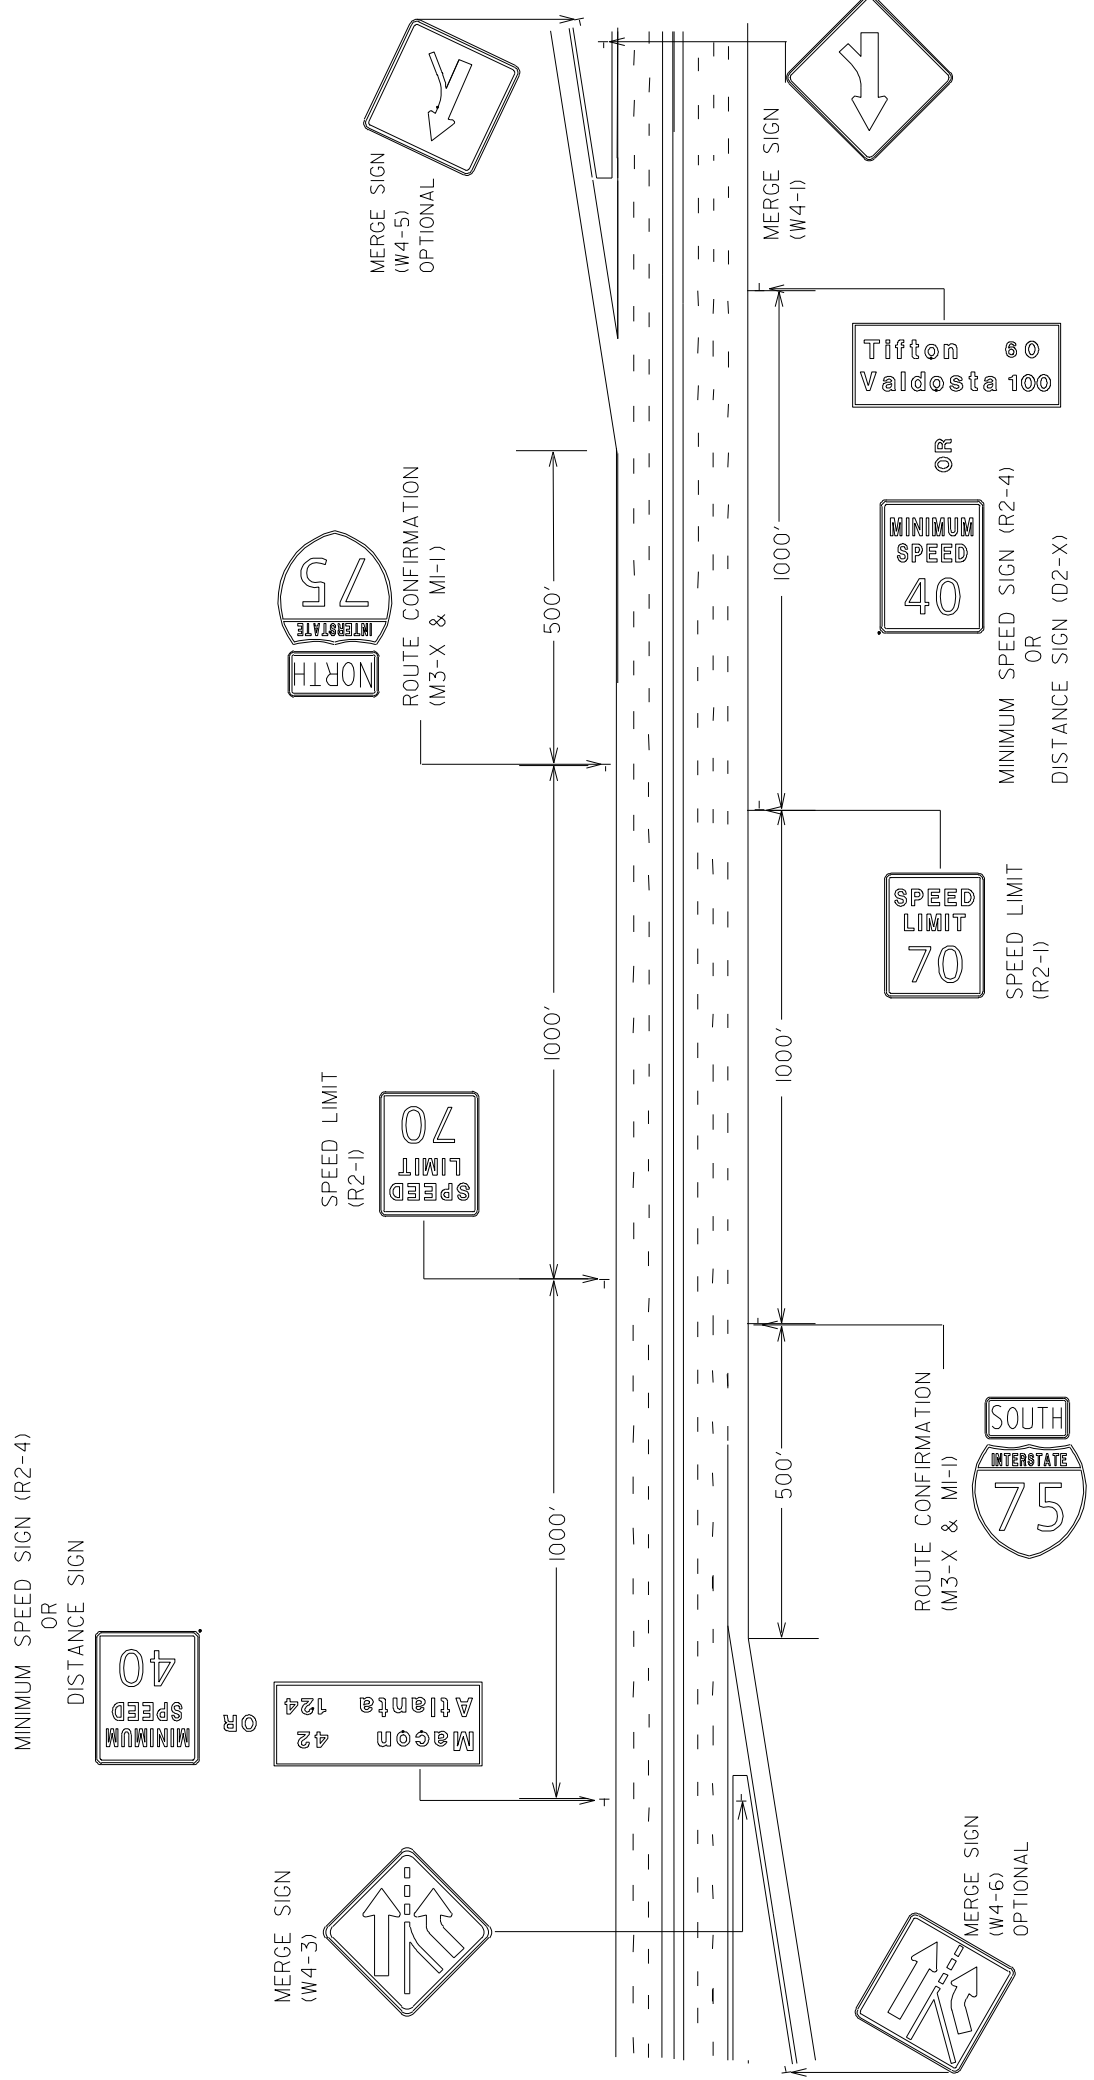 MERGE SIGN
(W4-5)
OPTIONAL
MERGE SIGN
(W4-1)
Tifton 60
Valdosta 100
OR
MINIMUM
SPEED
40
MINIMUM SPEED SIGN (R2-4)
OR
DISTANCE SIGN (D2-X)
1000'
INTERSTATE
75
NORTH
ROUTE CONFIRMATION
(M3-X & M1-1)
500'
SPEED
LIMIT
70
SPEED LIMIT
(R2-1)
1000'
1000'
SPEED LIMIT
(R2-1)
SPEED
LIMIT
70
SOUTH
INTERSTATE
75
ROUTE CONFIRMATION
(M3-X & M1-1)
500'
1000'
MINIMUM SPEED SIGN (R2-4)
OR
DISTANCE SIGN
MINIMUM
SPEED
40
OR
Macon 42
Atlanta 124
MERGE SIGN
(W4-3)
MERGE SIGN
(W4-6)
OPTIONAL